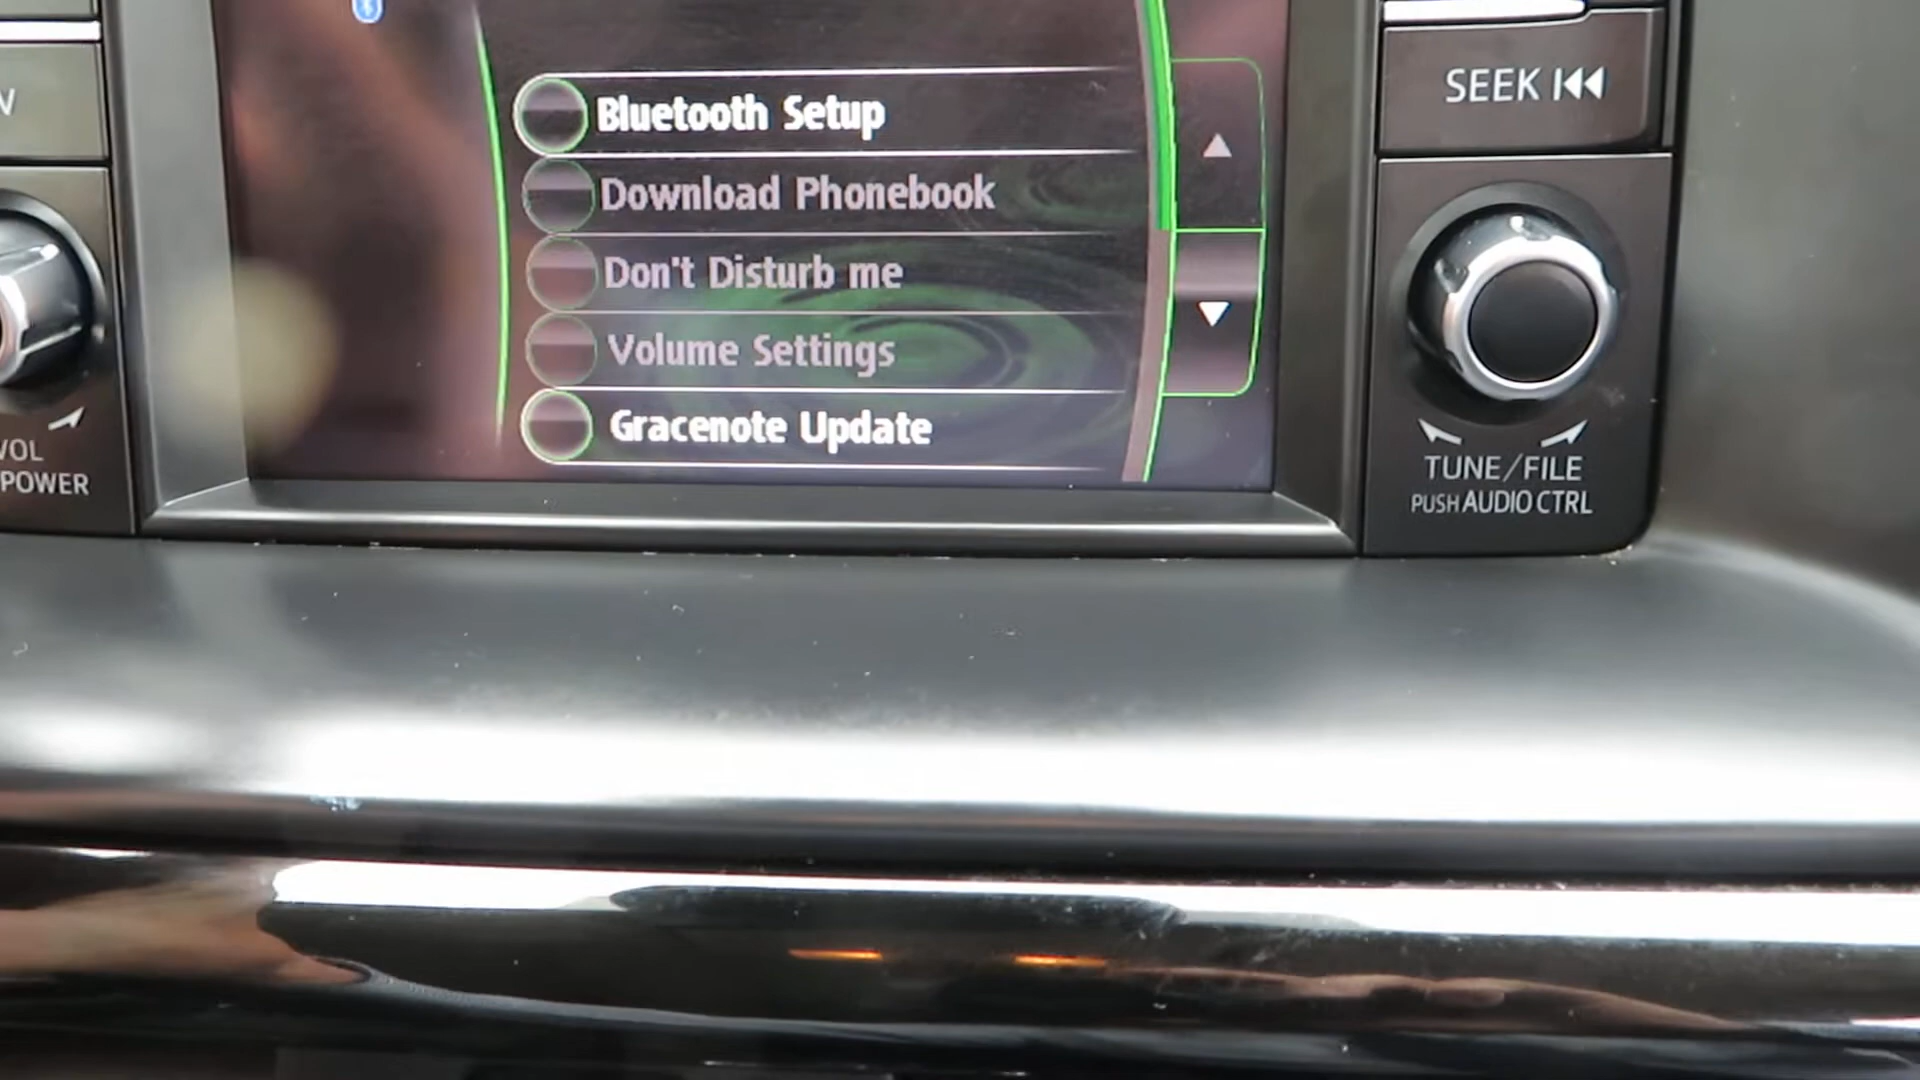 Bluetooth Setup
Download Phonebook
Don't Disturb me
Volume Settings
Gracenote Update
SEEK
TUNE/FILE
PUSH AUDIO CTRL
VOL
POWER